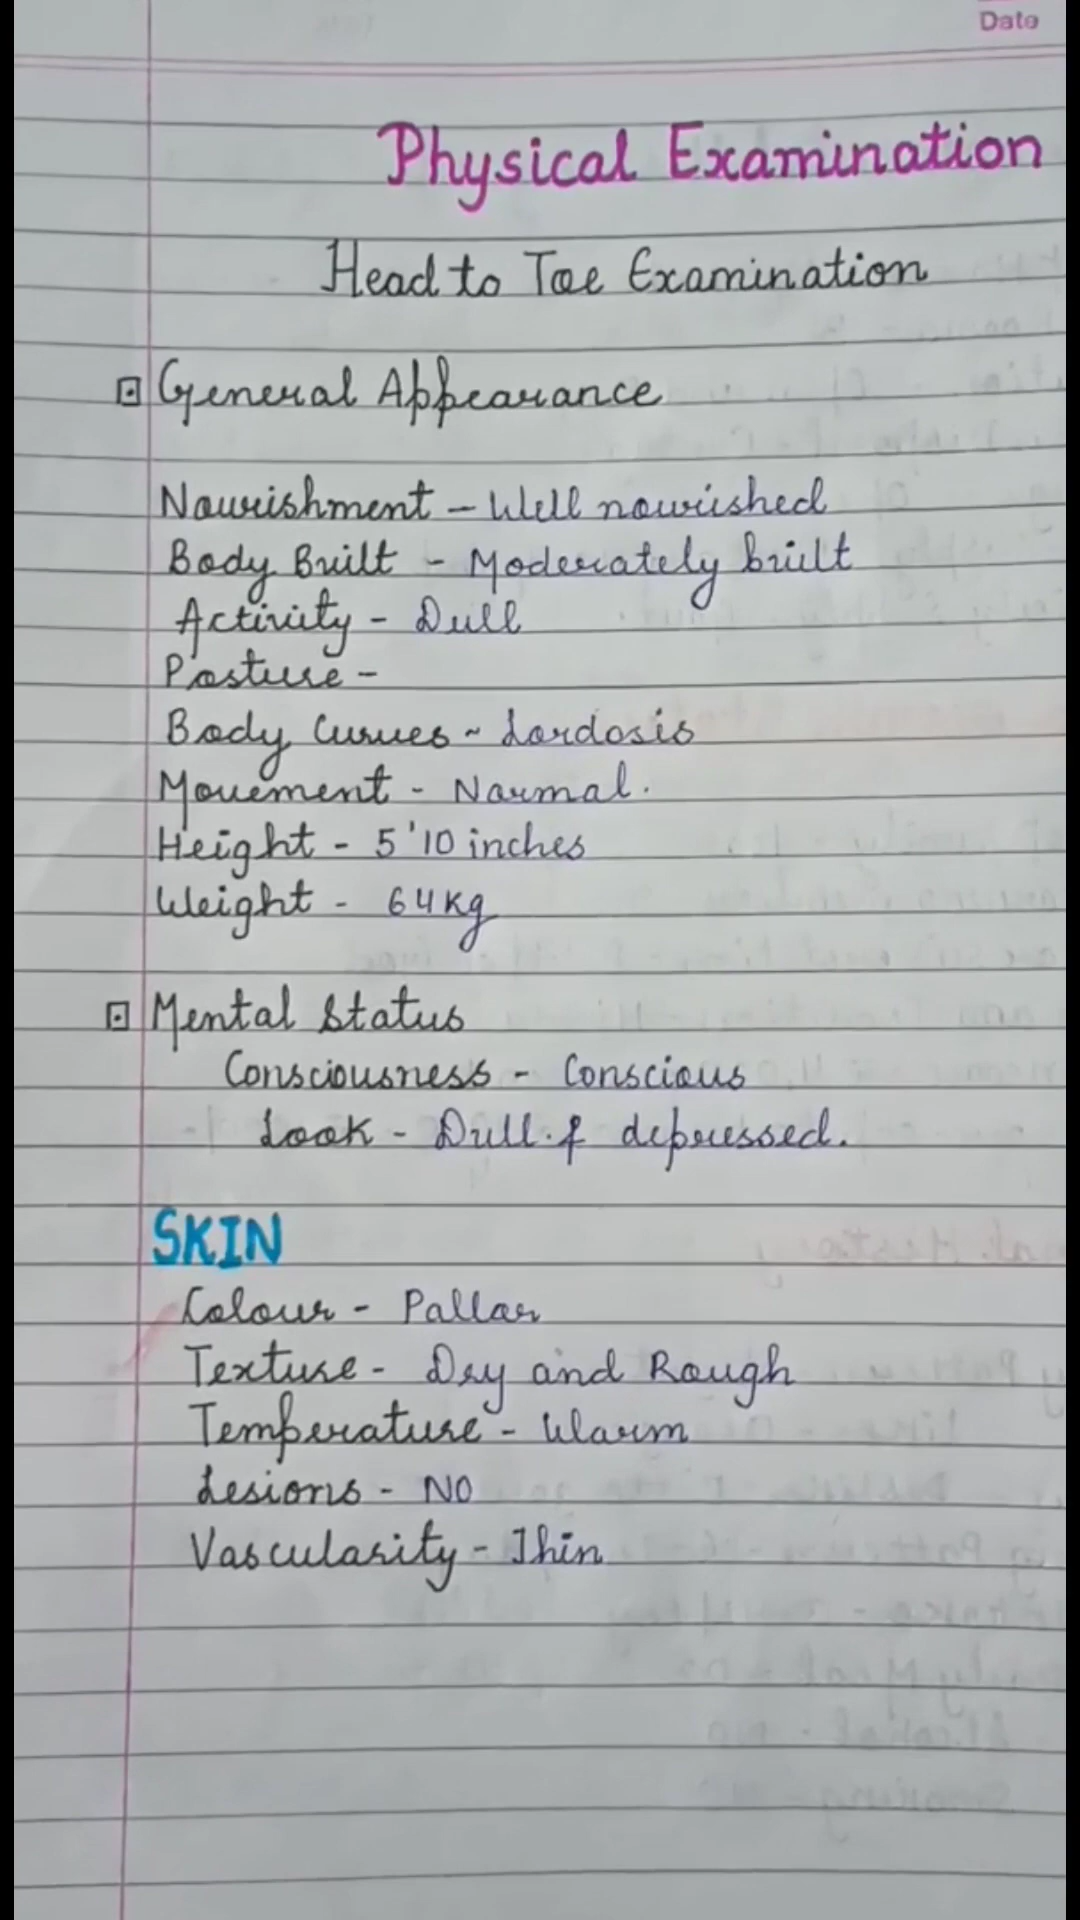 Date
Physical Examination
Head to Toe Examination
General Appearance
Nourishment - Well nourished
Body Built - Moderately built
Activity - Dull
Posture -
Body Curves - Lordosis
Movement - Normal.
Height - 5'10 inches
Weight - 64kg
Mental Status
Consciousness - Conscious
Look - Dull & depressed.
SKIN
Colour - Pallor
Texture - Dry and Rough
Temperature - Warm
Lesions - NO
Vascularity - Thin